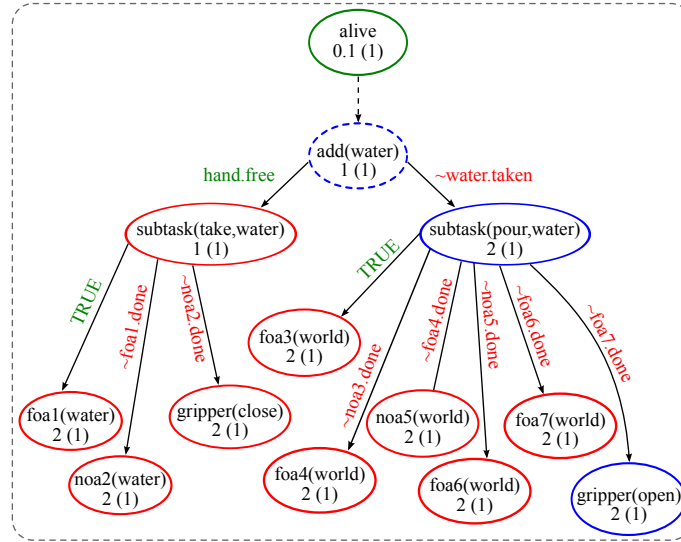 alive
0.1 (1)
add(water)
1 (1)
hand.free
~water.taken
subtask(take,water)
1 (1)
subtask(pour,water)
2 (1)
TRUE
~foa1.done
~noa2.done
TRUE
~noa3.done
~foa4.done
~noa5.done
~foa6.done
~foa7.done
foa3(world)
2 (1)
foa1(water)
2 (1)
gripper(close)
2 (1)
noa5(world)
2 (1)
foa7(world)
2 (1)
noa2(water)
2 (1)
foa4(world)
2 (1)
foa6(world)
2 (1)
gripper(open)
2 (1)